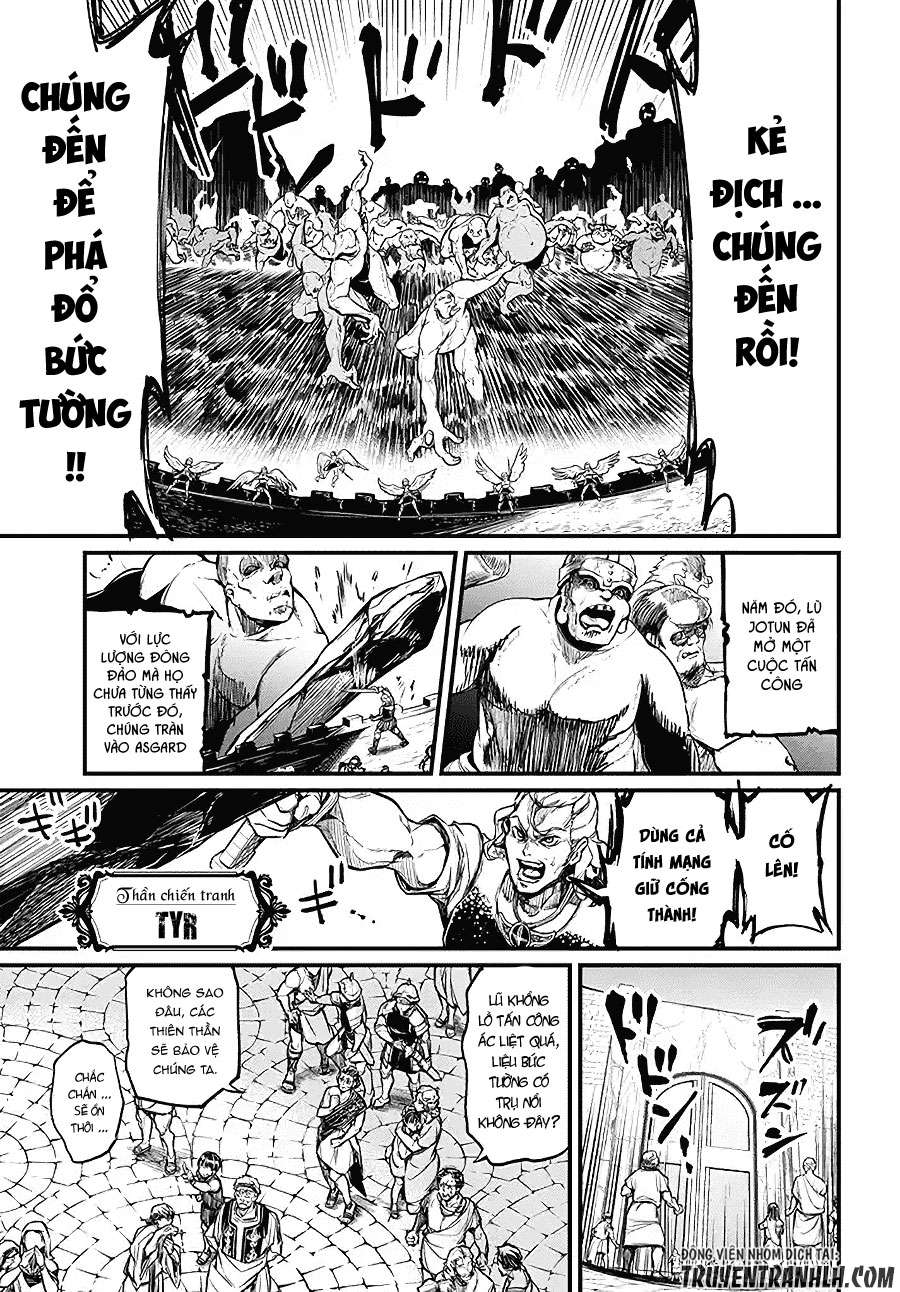 KẺ
ĐỊCH ...
CHÚNG
ĐẾN
RỒI!
CHÚNG
ĐẾN
ĐỂ
PHÁ
ĐỔ
BỨC
TƯỜNG
!!
ドドドド
NĂM ĐÓ, LŨ
JOTUN ĐÃ
MỞ MỘT
CUỘC TẤN
CÔNG
VỚI LỰC
LƯỢNG ĐÔNG
ĐẢO MÀ HỌ
CHƯA TỪNG THẤY
TRƯỚC ĐÓ,
CHÚNG TRÀN
VÀO ASGARD
CỐ
LÊN!
DÙNG CẢ
TÍNH MẠNG
GIỮ CỔNG
THÀNH!
Thần chiến tranh
TYR
LŨ KHỔNG
LỒ TẤN CÔNG
ÁC LIỆT QUÁ,
LIỆU BỨC
TƯỜNG CÓ
TRỤ NỔI
KHÔNG ĐÂY?
KHÔNG SAO
ĐÂU, CÁC
THIÊN THẦN
SẼ BẢO VỆ
CHÚNG TA.
CHẮC
CHẮN ...
SẼ ỔN
THÔI ...
ĐỘNG VIÊN NHÓM DỊCH TẠI:
TRUYENTRANHLH.COM